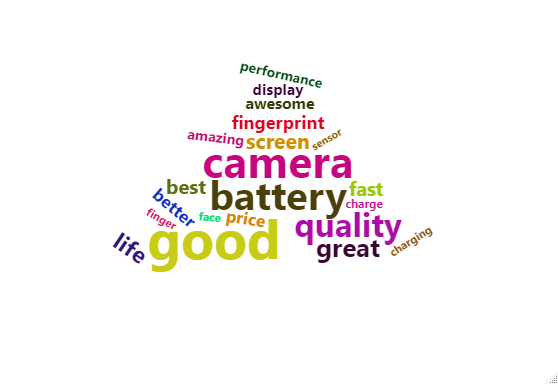 performance
display
awesome
fingerprint
amazing
screen
sensor
camera
best
battery
fast
better
charge
finger
face
price
quality
good
life
great
charging